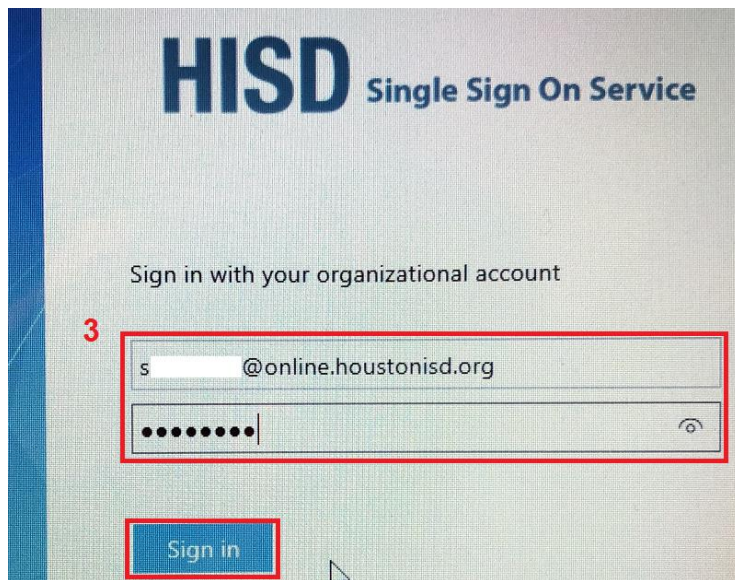 HISD Single Sign On Service
Sign in with your organizational account
3
s @online.houstonisd.org
••••••••
Sign in